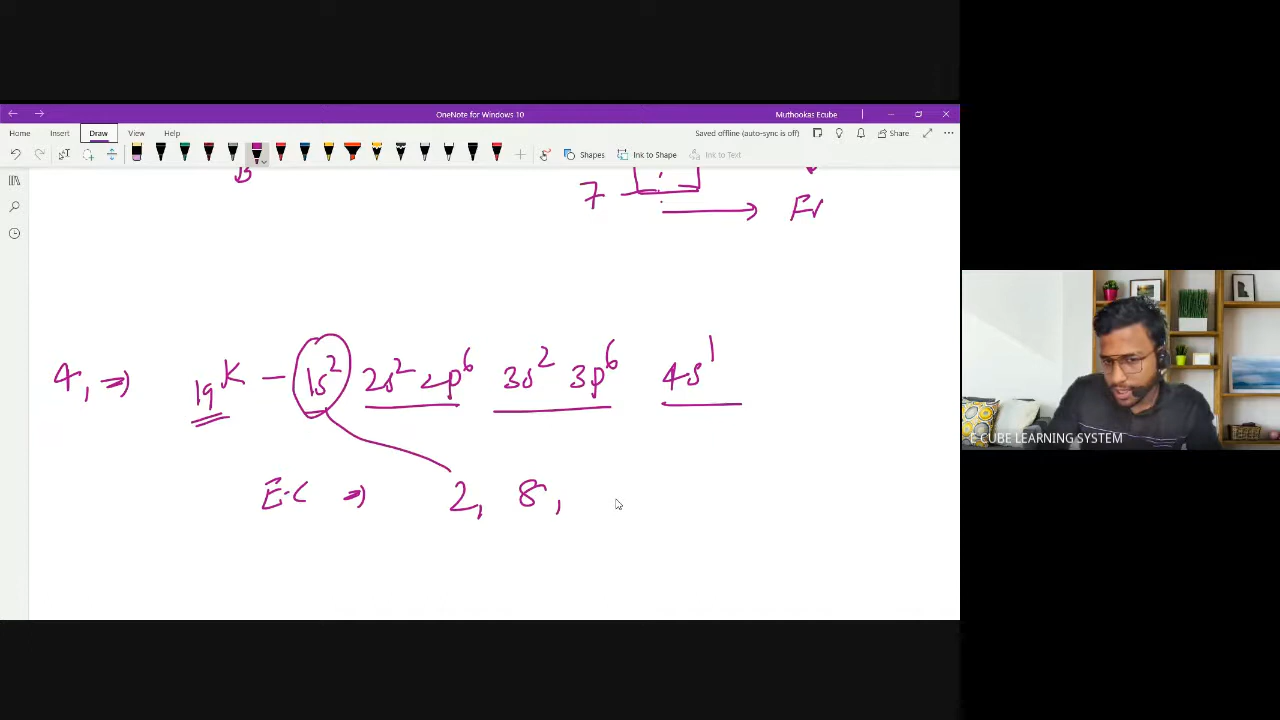 OneNote for Windows 10
Muthookas Ecube
Home Insert Draw View Help
Saved offline (auto-sync is off)
Share
Shapes
Ink to Shape
Ink to Text
B
7
Fr
4, ⇒ ₁₉K – 1s² 2s² 2p⁶ 3s² 3p⁶ 4s¹
E.C ⇒ 2, 8,
E CUBE LEARNING SYSTEM